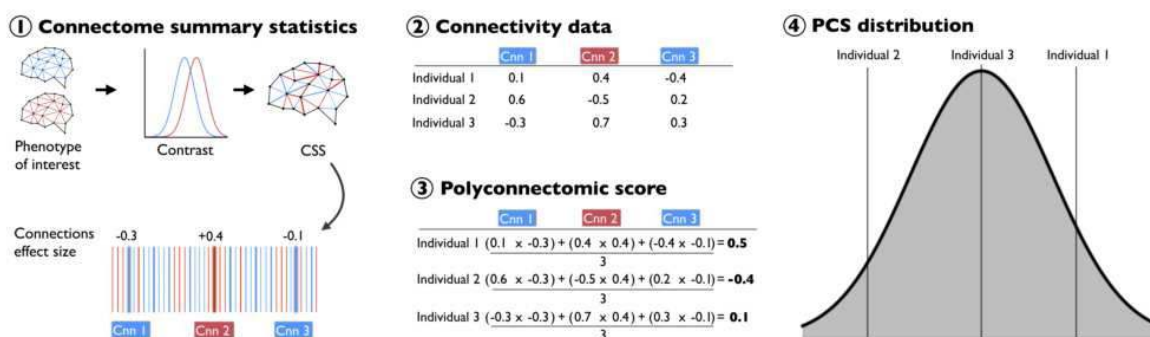 ① Connectome summary statistics
Phenotype
of interest
Contrast
CSS
Connections
effect size
-0.3 +0.4 -0.1
Cnn 1 Cnn 2 Cnn 3
② Connectivity data
Cnn 1 Cnn 2 Cnn 3
Individual 1 0.1 0.4 -0.4
Individual 2 0.6 -0.5 0.2
Individual 3 -0.3 0.7 0.3
③ Polyconnectomic score
Cnn 1 Cnn 2 Cnn 3
Individual 1 (0.1 x -0.3) + (0.4 x 0.4) + (-0.4 x -0.1) = 0.5
3
Individual 2 (0.6 x -0.3) + (-0.5 x 0.4) + (0.2 x -0.1) = -0.4
3
Individual 3 (-0.3 x -0.3) + (0.7 x 0.4) + (0.3 x -0.1) = 0.1
3
④ PCS distribution
Individual 2 Individual 3 Individual 1